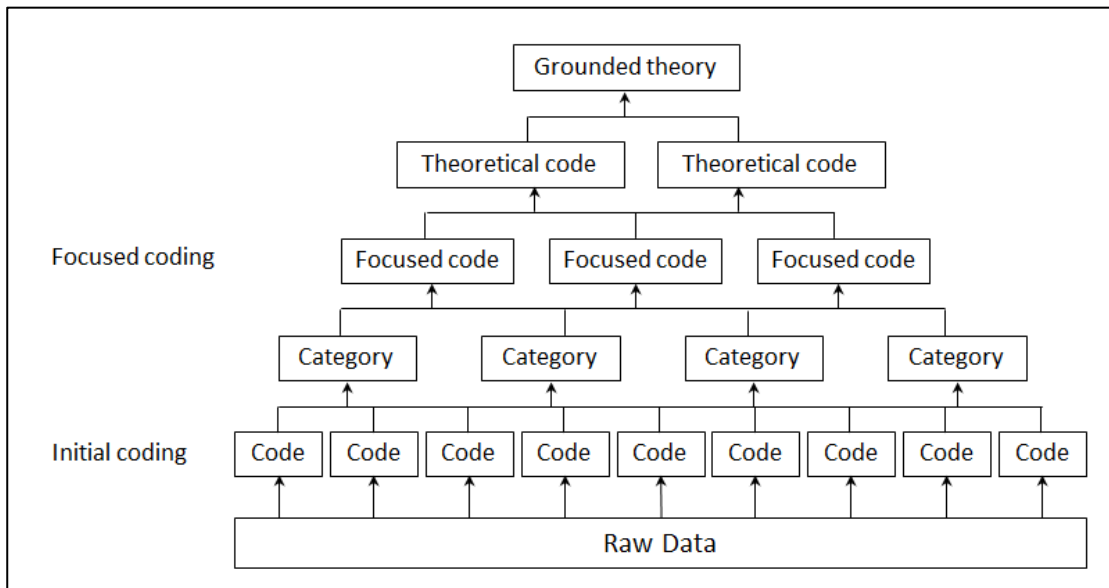 Grounded theory
Theoretical code Theoretical code
Focused coding Focused code Focused code Focused code
Category Category Category Category
Initial coding Code Code Code Code Code Code Code Code Code
Raw Data